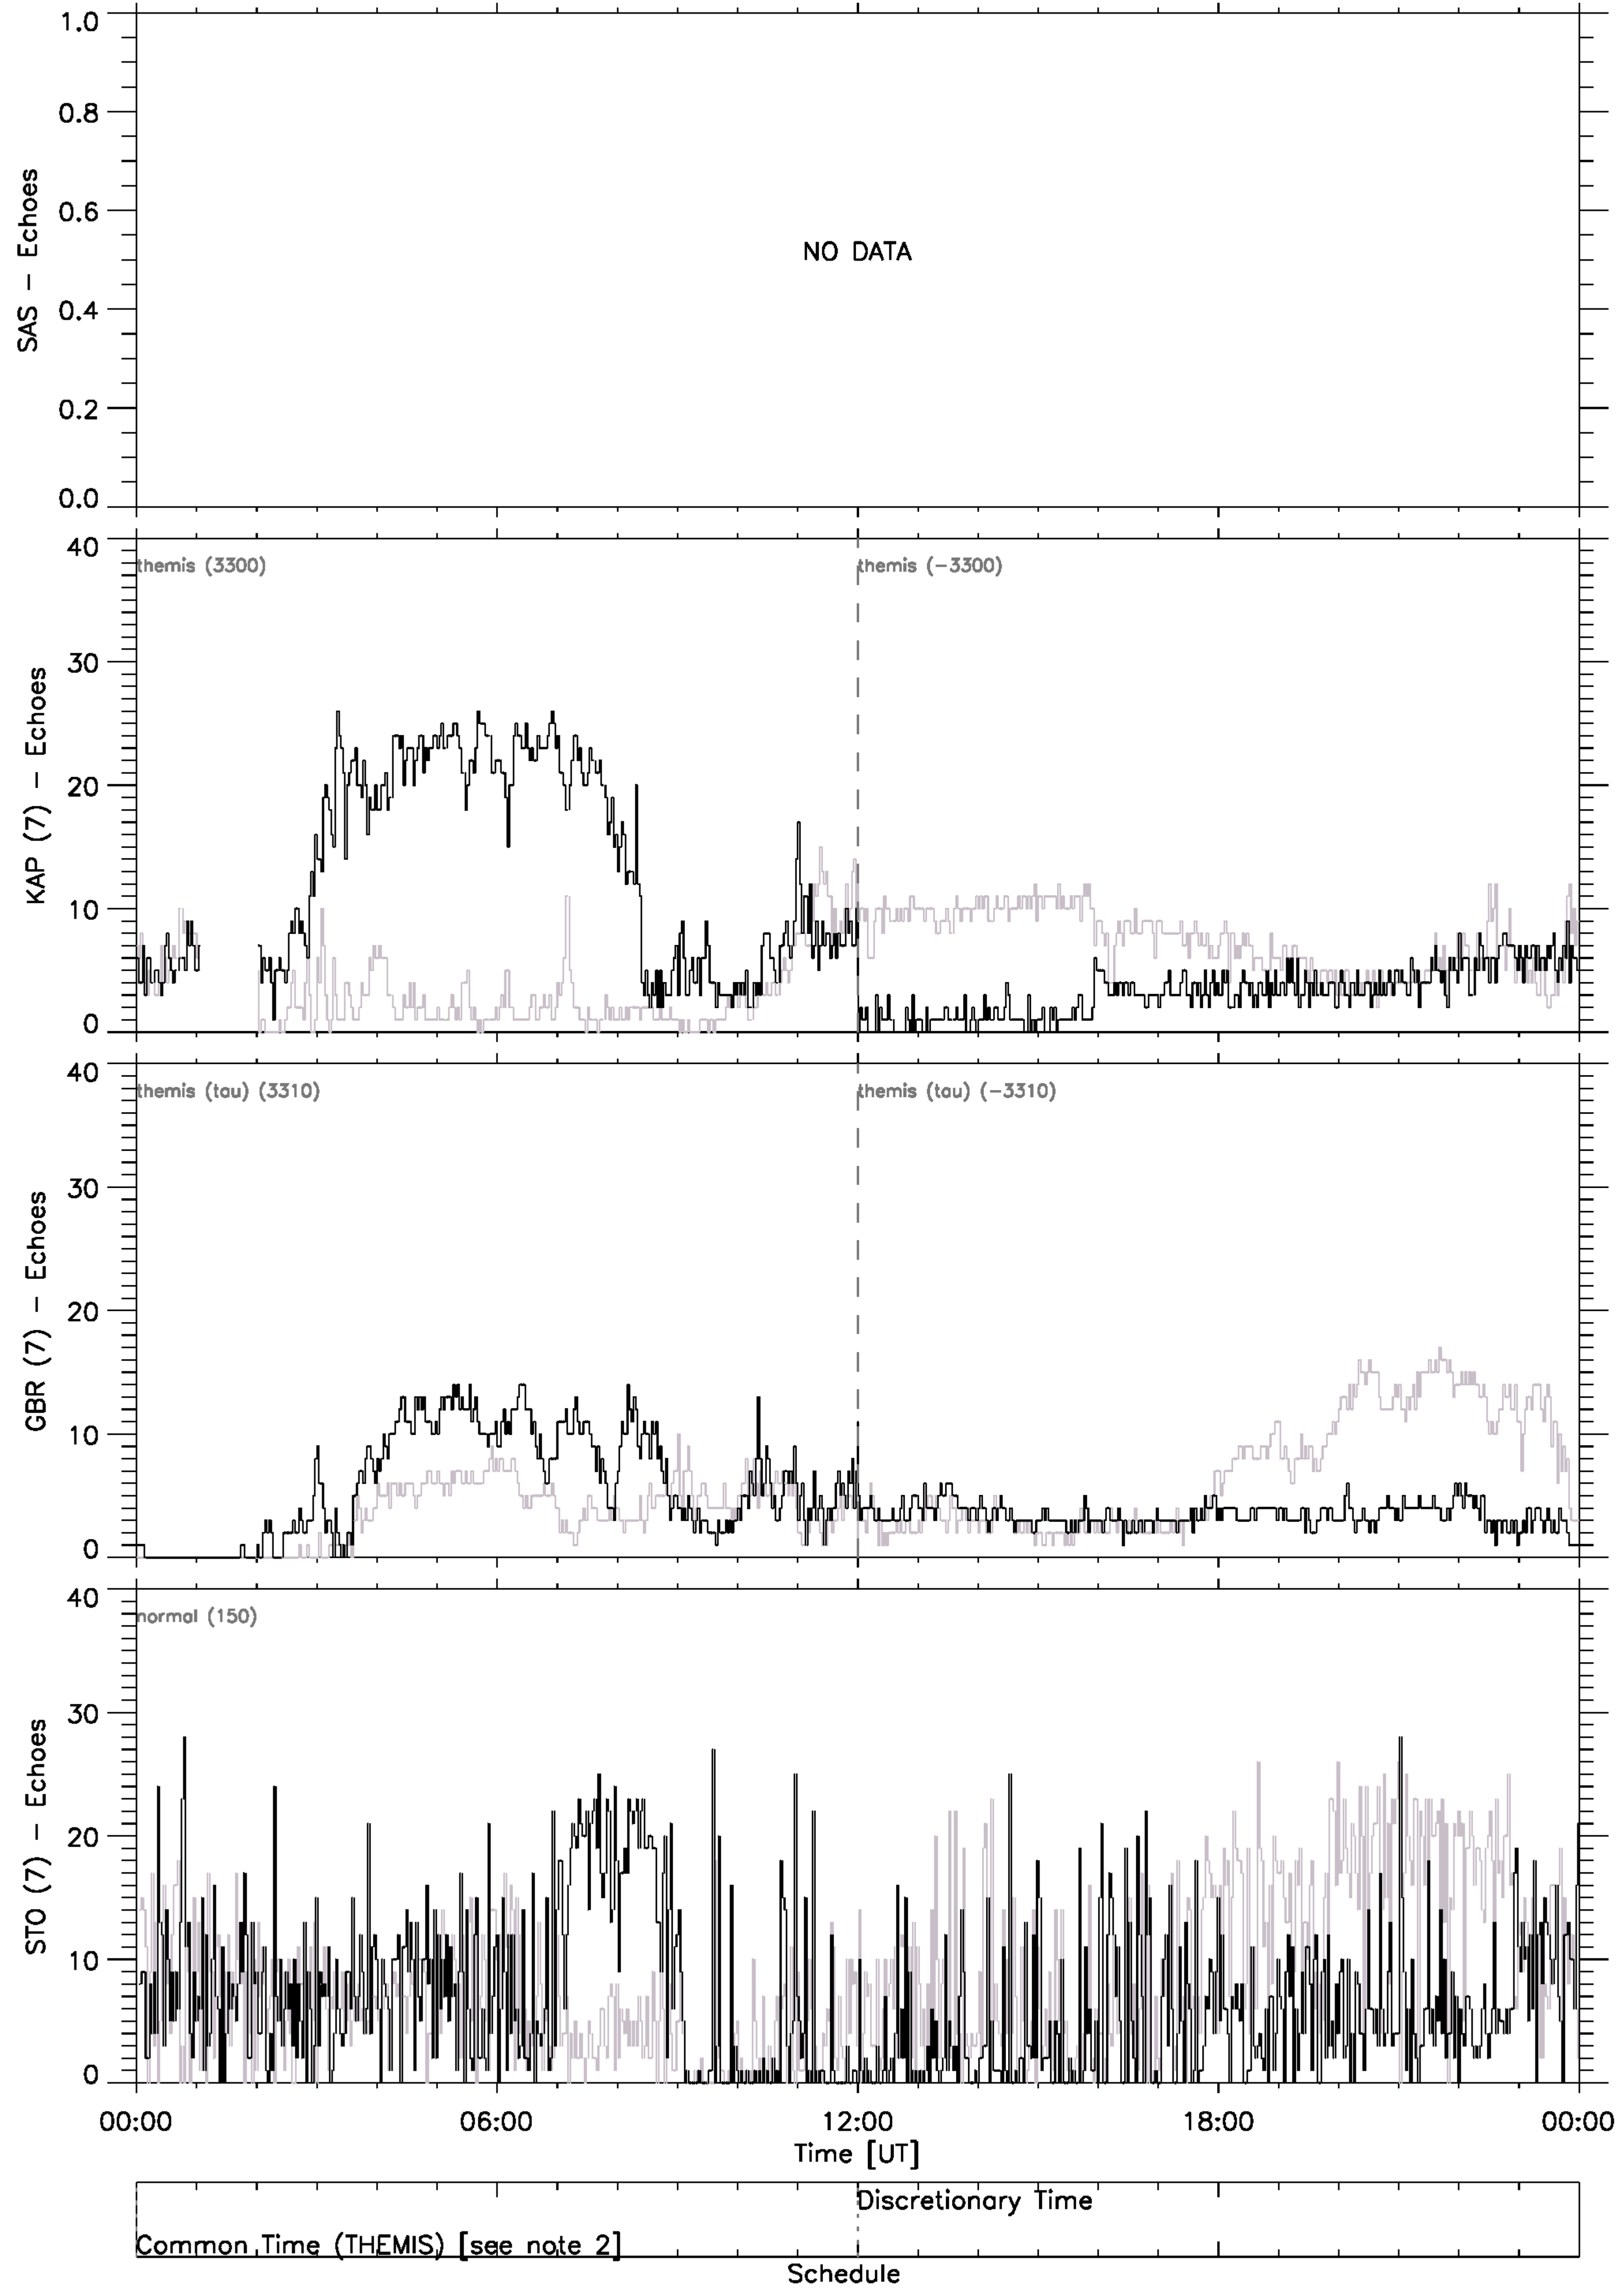 1.0
0.8
0.6
0.4
0.2
0.0
SAS – Echoes
NO DATA
40
30
20
10
0
KAP (7) – Echoes
themis (3300)
themis (-3300)
40
30
20
10
0
GBR (7) – Echoes
themis (tau) (3310)
themis (tau) (-3310)
40
30
20
10
0
STO (7) – Echoes
normal (150)
00:00 06:00 12:00 18:00 00:00
Time [UT]
Discretionary Time
Common Time (THEMIS) [see note 2]
Schedule